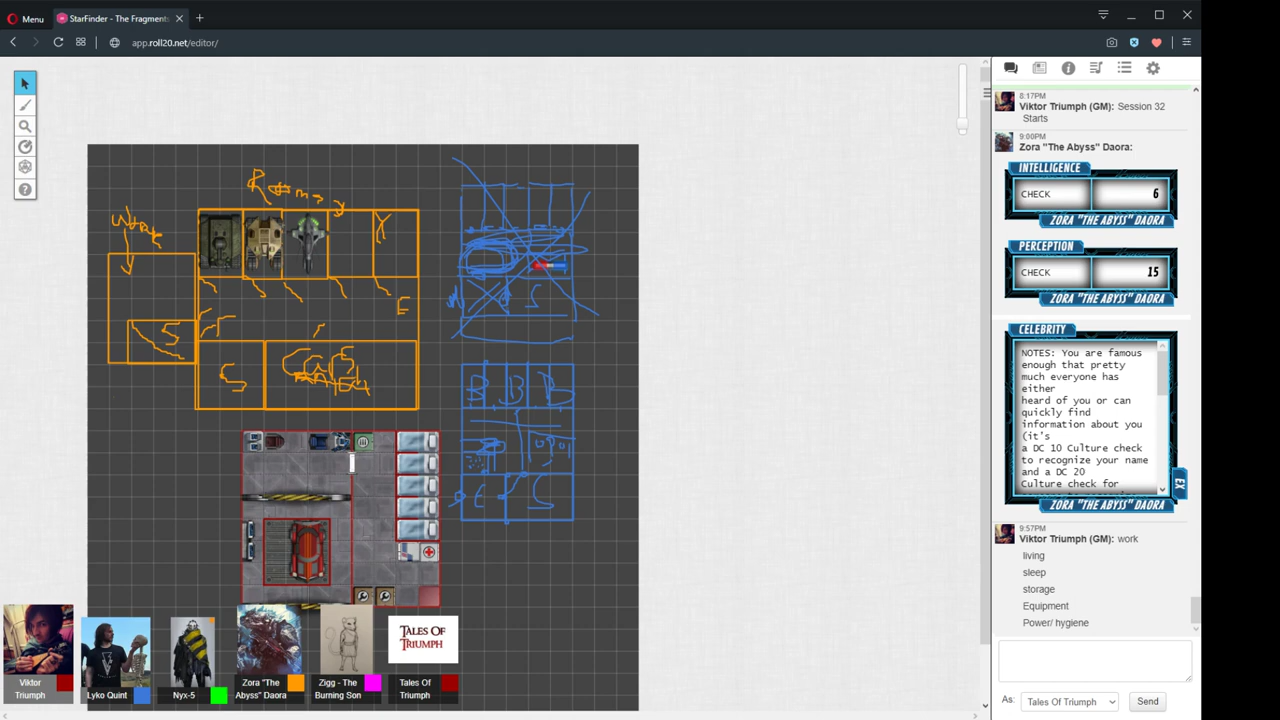 Menu
StarFinder - The Fragments
app.roll20.net/editor/
Work
Rooms
X
E
S
S
S
B B B
E S
8:17PM
Viktor Triumph (GM): Session 32
Starts
9:00PM
Zora "The Abyss" Daora:
INTELLIGENCE
CHECK 6
ZORA "THE ABYSS" DAORA
PERCEPTION
CHECK 15
ZORA "THE ABYSS" DAORA
CELEBRITY
NOTES: You are famous
enough that pretty
much everyone has
either
heard of you or can
quickly find
information about you
(it's
a DC 10 Culture check
to recognize your name
and a DC 20
Culture check for
EX
ZORA "THE ABYSS" DAORA
9:57PM
Viktor Triumph (GM): work
living
sleep
storage
Equipment
Power/ hygiene
As: Tales Of Triumph
Send
TALES OF
TRIUMPH
Viktor
Triumph
Lyko Quint
Nyx-5
Zora "The
Abyss" Daora
Zigg - The
Burning Son
Tales Of
Triumph